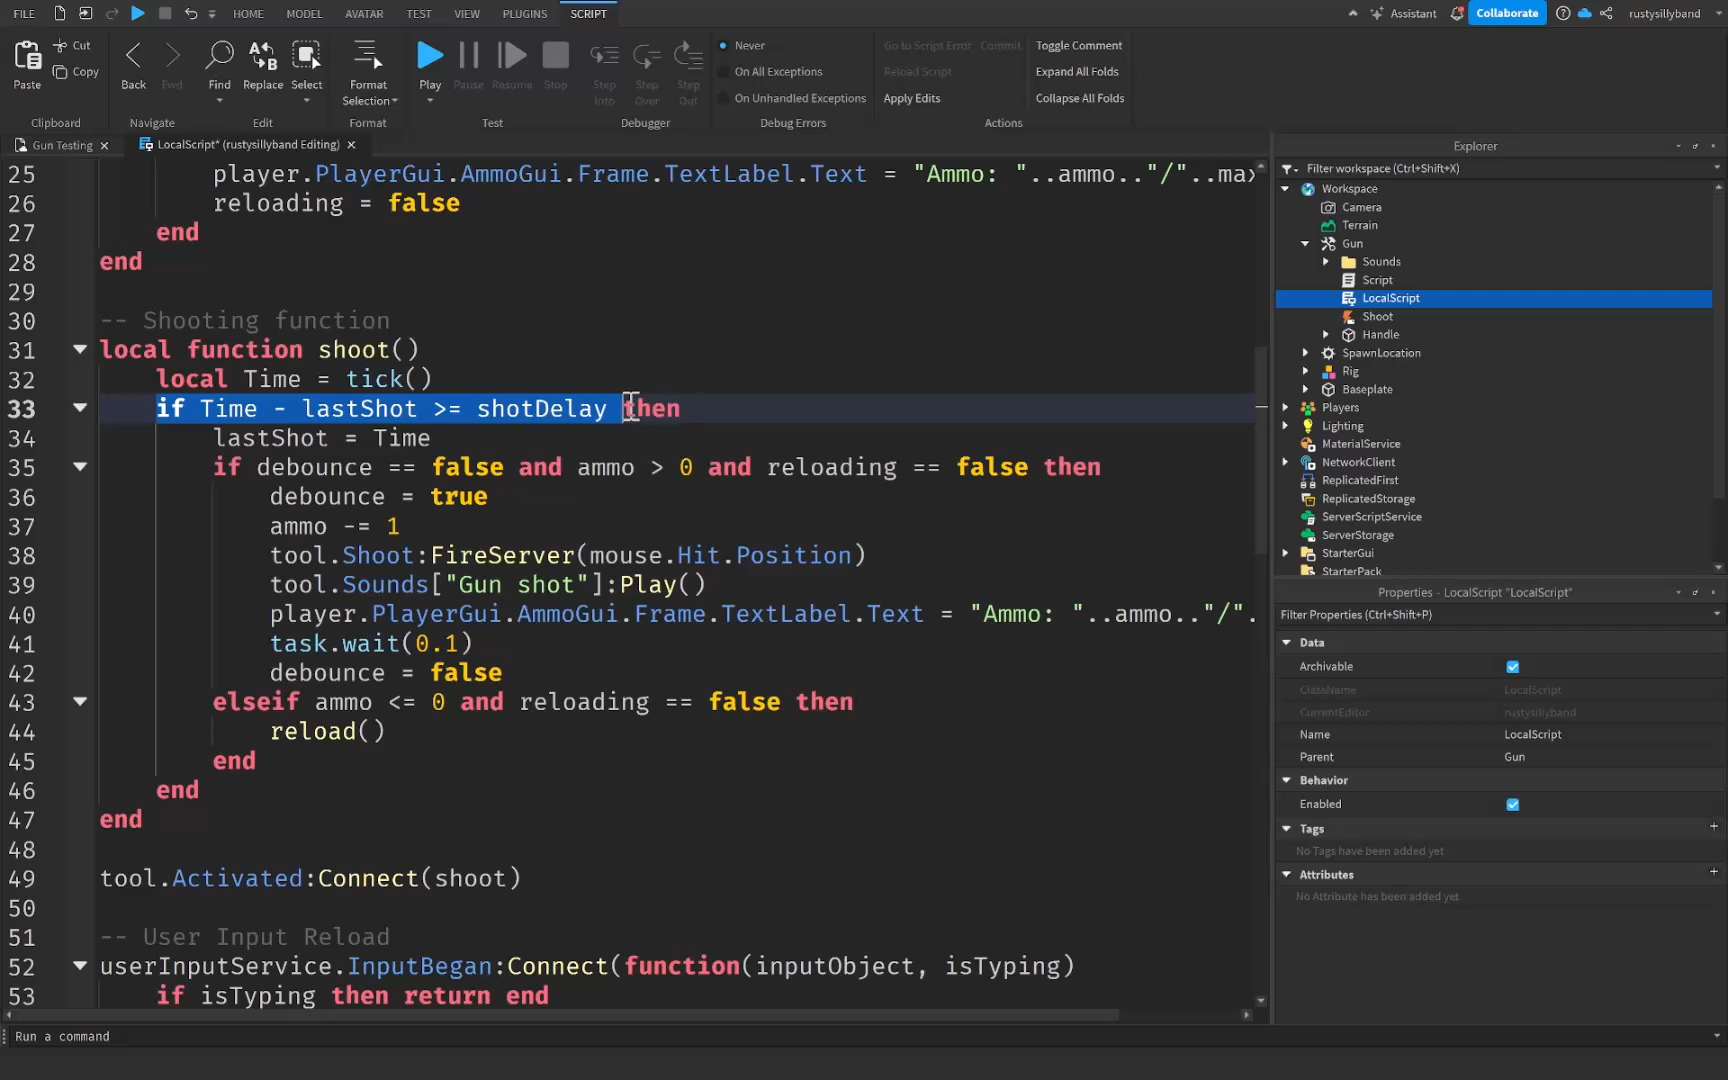 FILE HOME MODEL AVATAR TEST VIEW PLUGINS SCRIPT Assistant Collaborate rustysillyband
Paste Cut Copy Clipboard
Back Fwd Navigate
Find Replace Select Edit
Format Selection Format
Play Pause Resume Stop Test
Step Into Step Over Step Out Debugger
Never
On All Exceptions
On Unhandled Exceptions
Debug Errors
Go to Script Error Commit
Reload Script
Apply Edits
Toggle Comment
Expand All Folds
Collapse All Folds
Actions
Gun Testing × LocalScript* (rustysillyband Editing) ×
25 player.PlayerGui.AmmoGui.Frame.TextLabel.Text = "Ammo: "..ammo.."/"..max
26 reloading = false
27 end
28 end
29
30 -- Shooting function
31 local function shoot()
32 local Time = tick()
33 if Time - lastShot >= shotDelay then
34 lastShot = Time
35 if debounce == false and ammo > 0 and reloading == false then
36 debounce = true
37 ammo -= 1
38 tool.Shoot:FireServer(mouse.Hit.Position)
39 tool.Sounds["Gun shot"]:Play()
40 player.PlayerGui.AmmoGui.Frame.TextLabel.Text = "Ammo: "..ammo.."/".
41 task.wait(0.1)
42 debounce = false
43 elseif ammo <= 0 and reloading == false then
44 reload()
45 end
46 end
47 end
48
49 tool.Activated:Connect(shoot)
50
51 -- User Input Reload
52 userInputService.InputBegan:Connect(function(inputObject, isTyping)
53 if isTyping then return end
Run a command
Explorer
Filter workspace (Ctrl+Shift+X)
Workspace
Camera
Terrain
Gun
Sounds
Script
LocalScript
Shoot
Handle
SpawnLocation
Rig
Baseplate
Players
Lighting
MaterialService
NetworkClient
ReplicatedFirst
ReplicatedStorage
ServerScriptService
ServerStorage
StarterGui
StarterPack
Properties - LocalScript "LocalScript"
Filter Properties (Ctrl+Shift+P)
Data
Archivable
ClassName LocalScript
CurrentEditor rustysillyband
Name LocalScript
Parent Gun
Behavior
Enabled
Tags
No Tags have been added yet
Attributes
No Attribute has been added yet